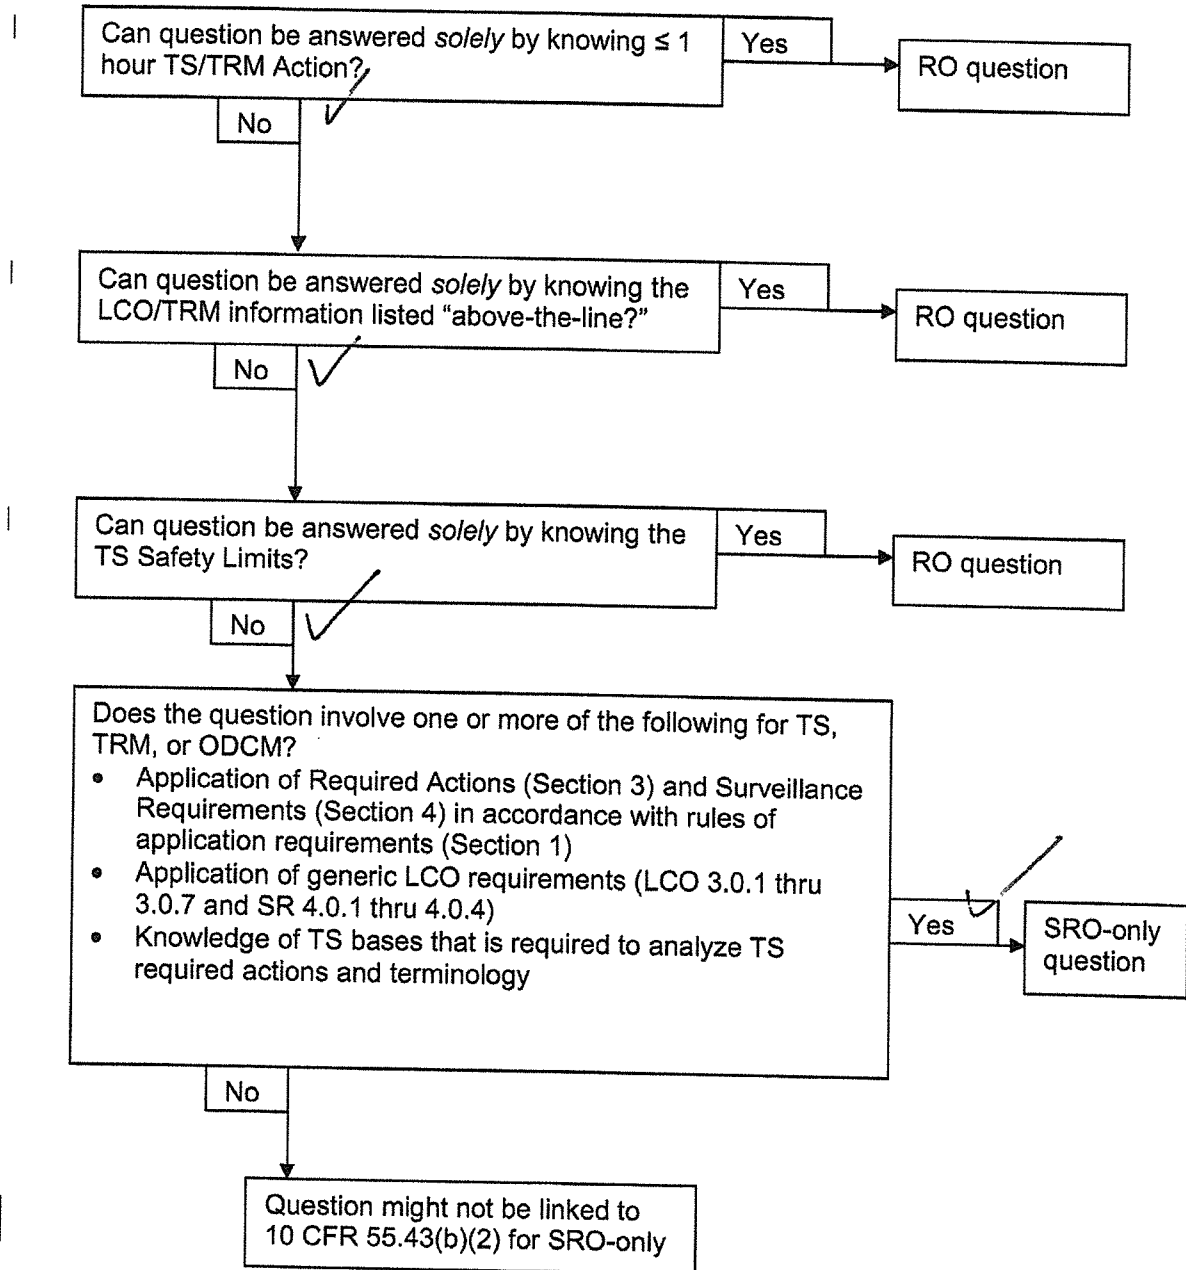 Can question be answered solely by knowing ≤ 1
hour TS/TRM Action?
Yes
RO question
No
Can question be answered solely by knowing the
LCO/TRM information listed “above-the-line?”
Yes
RO question
No
Can question be answered solely by knowing the
TS Safety Limits?
Yes
RO question
No
Does the question involve one or more of the following for TS,
TRM, or ODCM?
• Application of Required Actions (Section 3) and Surveillance
Requirements (Section 4) in accordance with rules of
application requirements (Section 1)
• Application of generic LCO requirements (LCO 3.0.1 thru
3.0.7 and SR 4.0.1 thru 4.0.4)
• Knowledge of TS bases that is required to analyze TS
required actions and terminology
Yes
SRO-only
question
No
Question might not be linked to
10 CFR 55.43(b)(2) for SRO-only